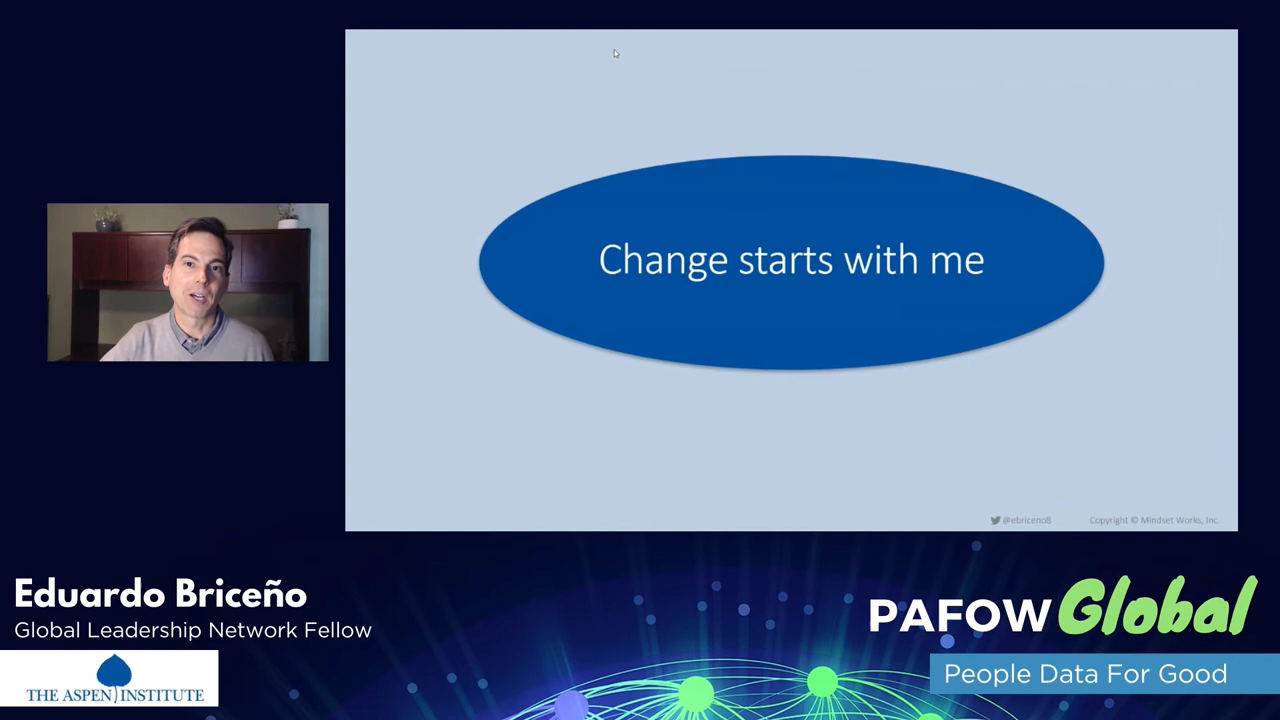 Change starts with me
@ebriceno8
Copyright © Mindset Works, Inc.
Eduardo Briceño
Global Leadership Network Fellow
THE ASPEN INSTITUTE
PAFOW Global
People Data For Good